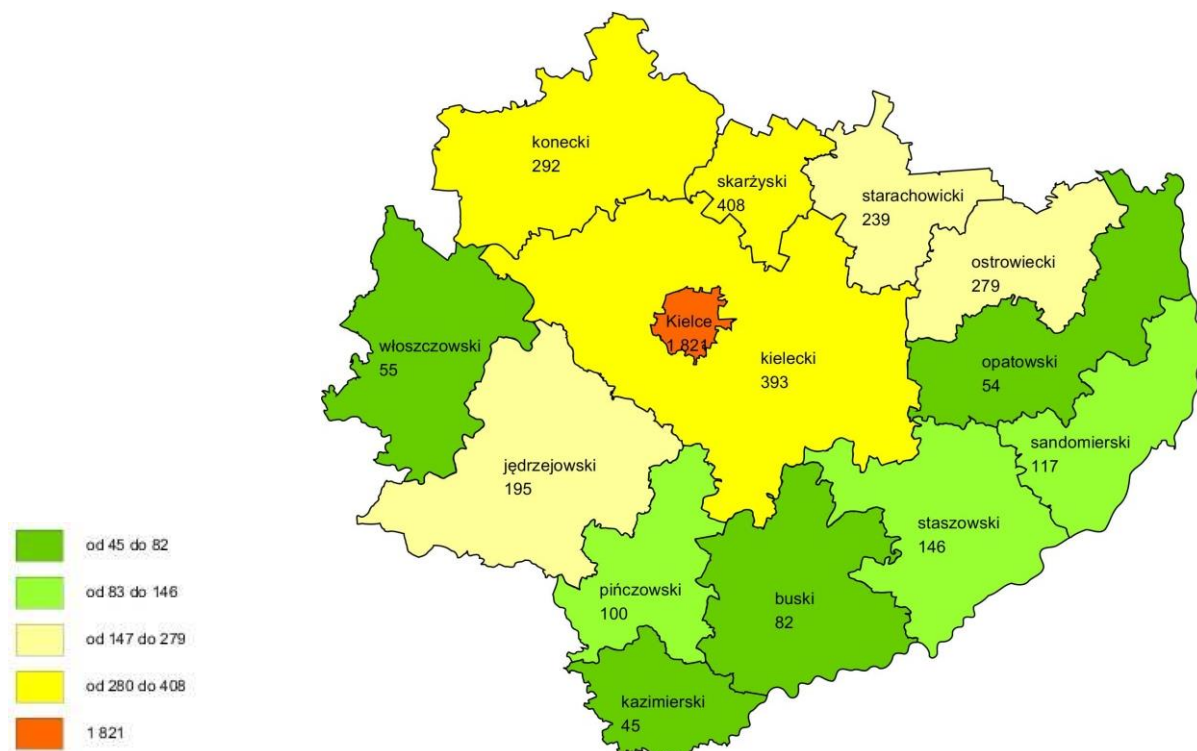 konecki
292
skarżyski
408
starachowicki
239
ostrowiecki
279
włoszczowski
55
Kielce
1 821
kielecki
393
opatowski
54
sandomierski
117
jędrzejowski
195
staszowski
146
pińczowski
100
buski
82
kazimierski
45
od 45 do 82
od 83 do 146
od 147 do 279
od 280 do 408
1 821